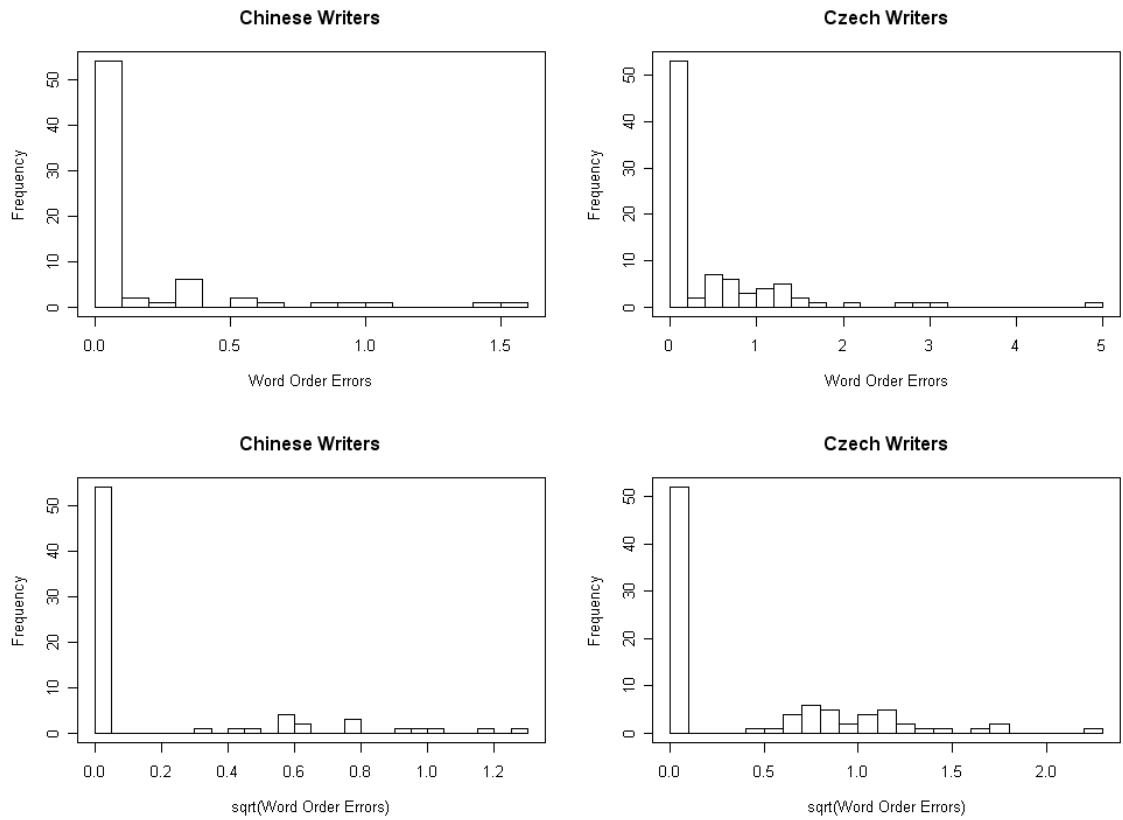 Chinese Writers
Frequency
0 10 20 30 40 50
0.0 0.5 1.0 1.5
Word Order Errors
Czech Writers
Frequency
0 10 20 30 40 50
0 1 2 3 4 5
Word Order Errors
Chinese Writers
Frequency
0 10 20 30 40 50
0.0 0.2 0.4 0.6 0.8 1.0 1.2
sqrt(Word Order Errors)
Czech Writers
Frequency
0 10 20 30 40 50
0.0 0.5 1.0 1.5 2.0
sqrt(Word Order Errors)